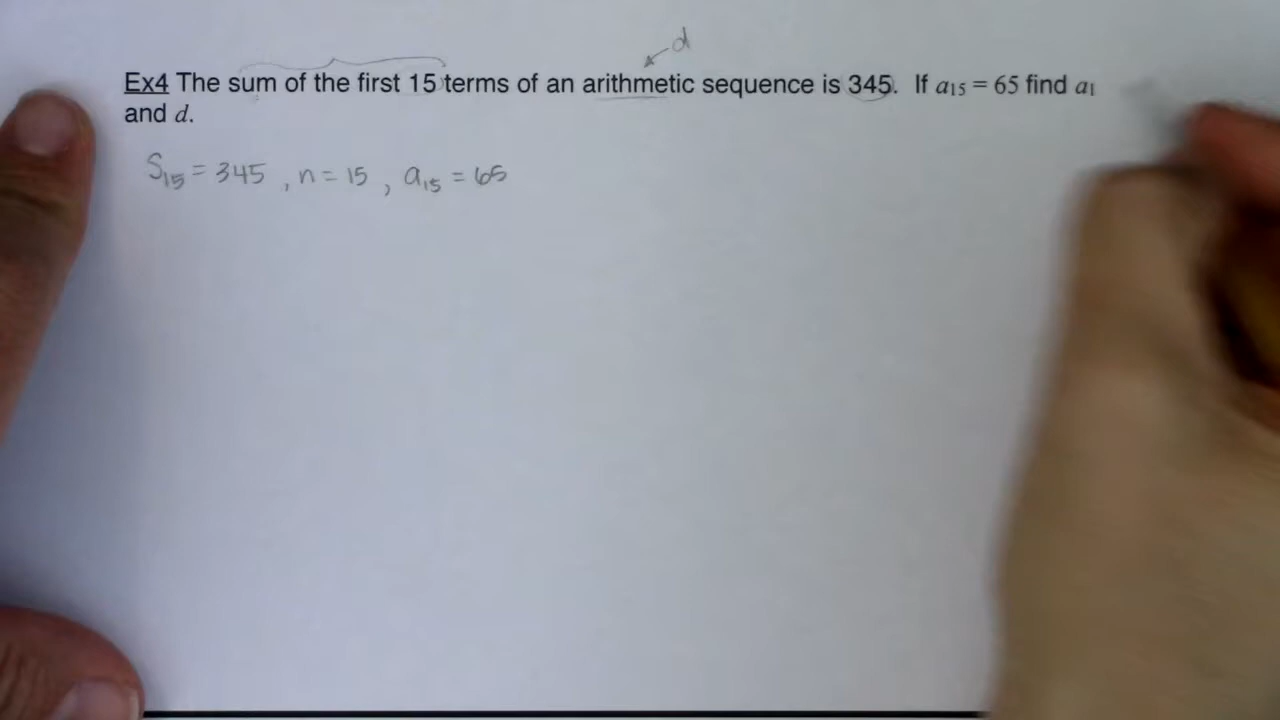 d
Ex4 The sum of the first 15 terms of an arithmetic sequence is 345. If a₁₅ = 65 find a₁
and d.
S₁₅ = 345 , n = 15 , a₁₅ = 65